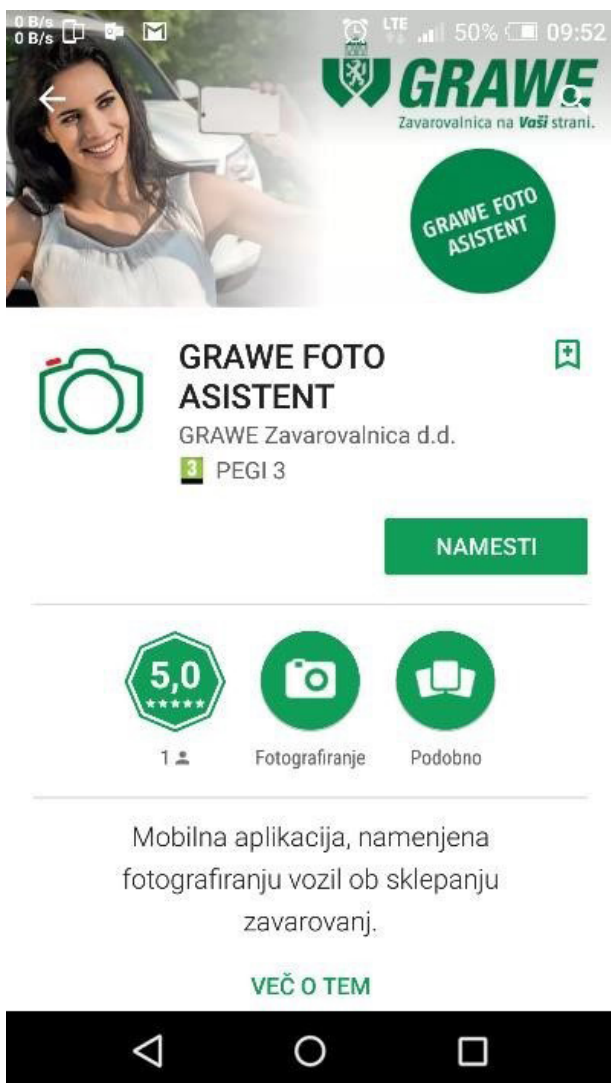 0 B/s
0 B/s
LTE
50%
09:52
GRAWE
Zavarovalnica na Vaši strani.
GRAWE FOTO
ASISTENT
GRAWE FOTO
ASISTENT
GRAWE Zavarovalnica d.d.
3 PEGI 3
NAMESTI
5,0
1
Fotografiranje
Podobno
Mobilna aplikacija, namenjena
fotografiranju vozil ob sklepanju
zavarovanj.
VEČ O TEM